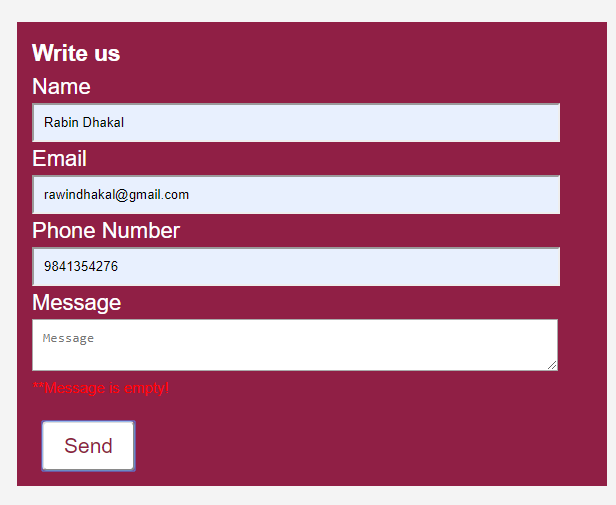 Write us
Name
Rabin Dhakal
Email
rawindhakal@gmail.com
Phone Number
9841354276
Message
Message
**Message is empty!
Send